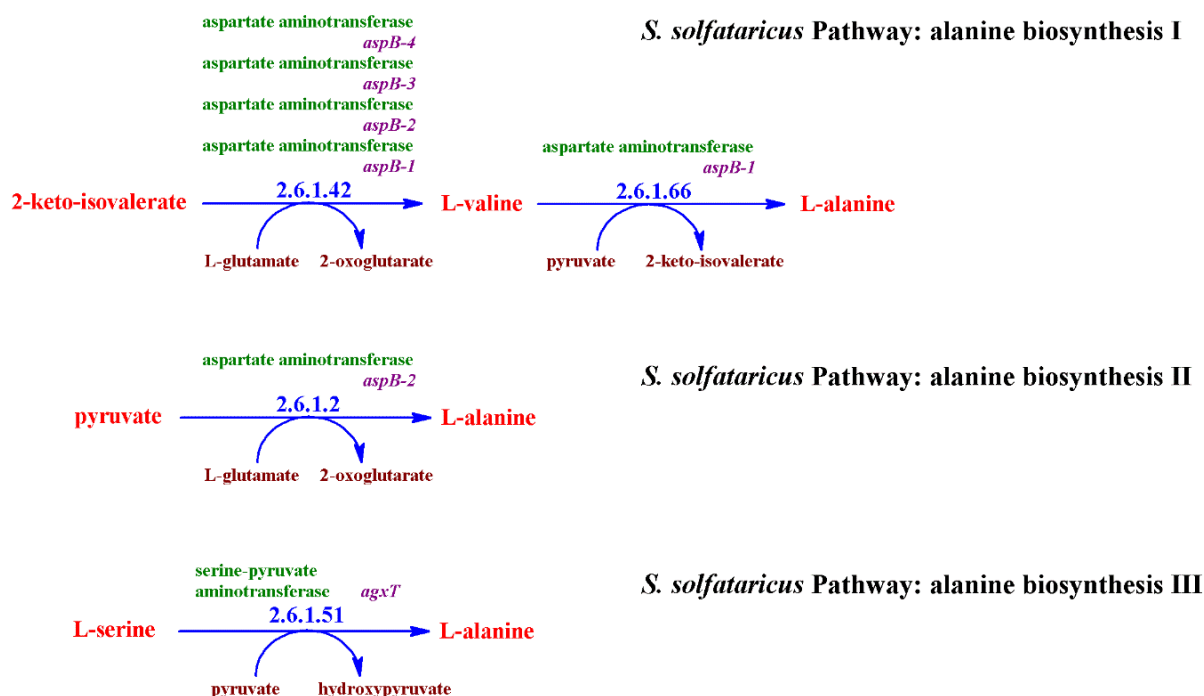 aspartate aminotransferase
aspB-4
aspartate aminotransferase
aspB-3
aspartate aminotransferase
aspB-2
aspartate aminotransferase
aspB-1
S. solfataricus Pathway: alanine biosynthesis I
aspartate aminotransferase
aspB-1
2-keto-isovalerate
2.6.1.42
L-valine
2.6.1.66
L-alanine
L-glutamate 2-oxoglutarate
pyruvate 2-keto-isovalerate
S. solfataricus Pathway: alanine biosynthesis II
aspartate aminotransferase
aspB-2
pyruvate
2.6.1.2
L-alanine
L-glutamate 2-oxoglutarate
S. solfataricus Pathway: alanine biosynthesis III
serine-pyruvate
aminotransferase agxT
L-serine
2.6.1.51
L-alanine
pyruvate hydroxypyruvate